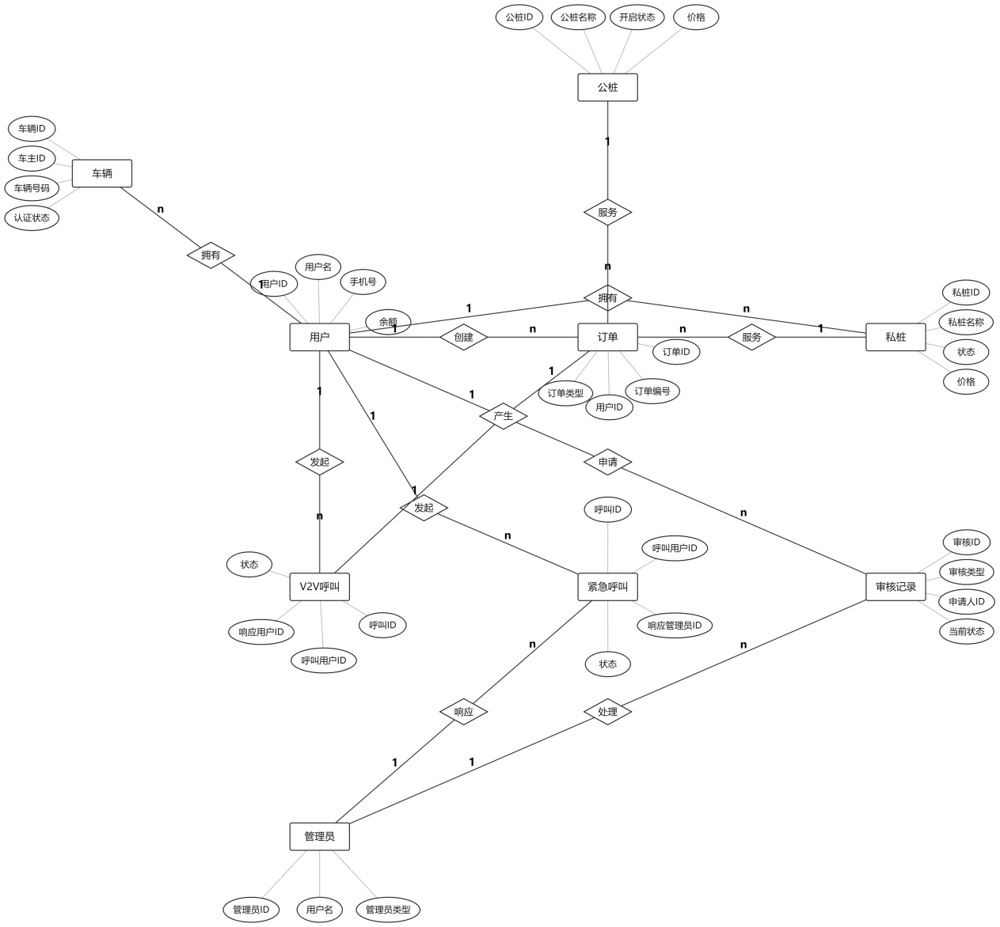 公桩ID
公桩名称
开启状态
价格
公桩
1
车辆ID
车主ID
车辆号码
认证状态
车辆
n
拥有
1
服务
n
用户ID
用户名
手机号
余额
用户
1
拥有
n
1
创建
n
订单
n
服务
1
私桩
私桩ID
私桩名称
状态
价格
订单ID
订单类型
用户ID
订单编号
1
1
1
1
产生
发起
申请
1
发起
n
n
n
呼叫ID
呼叫用户ID
状态
V2V呼叫
响应用户ID
呼叫用户ID
呼叫ID
紧急呼叫
响应管理员ID
状态
审核记录
审核ID
审核类型
申请人ID
当前状态
n
n
响应
处理
1
1
管理员
管理员ID
用户名
管理员类型